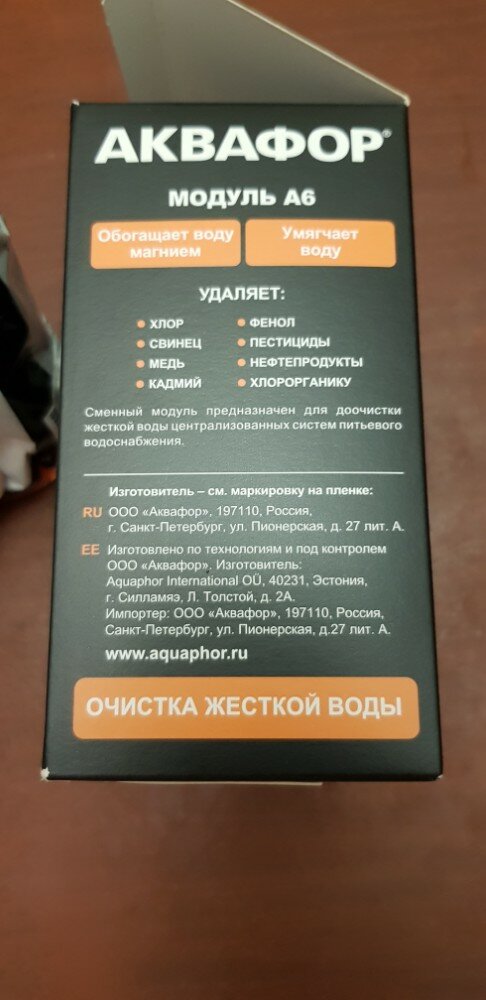 АКВАФОР®
МОДУЛЬ А6
Обогащает воду
магнием
Умягчает
воду
УДАЛЯЕТ:
• ХЛОР
• СВИНЕЦ
• МЕДЬ
• КАДМИЙ
• ФЕНОЛ
• ПЕСТИЦИДЫ
• НЕФТЕПРОДУКТЫ
• ХЛОРОРГАНИКУ
Сменный модуль предназначен для доочистки
жесткой воды централизованных систем питьевого
водоснабжения.
Изготовитель – см. маркировку на пленке:
RU ООО «Аквафор», 197110, Россия,
г. Санкт-Петербург, ул. Пионерская, д. 27 лит. А.
EE Изготовлено по технологиям и под контролем
ООО «Аквафор». Изготовитель:
Aquaphor International OÜ, 40231, Эстония,
г. Силламяэ, Л. Толстой, д. 2А.
Импортер: ООО «Аквафор», 197110, Россия,
Санкт-Петербург, ул. Пионерская, д.27 лит. А.
www.aquaphor.ru
ОЧИСТКА ЖЕСТКОЙ ВОДЫ